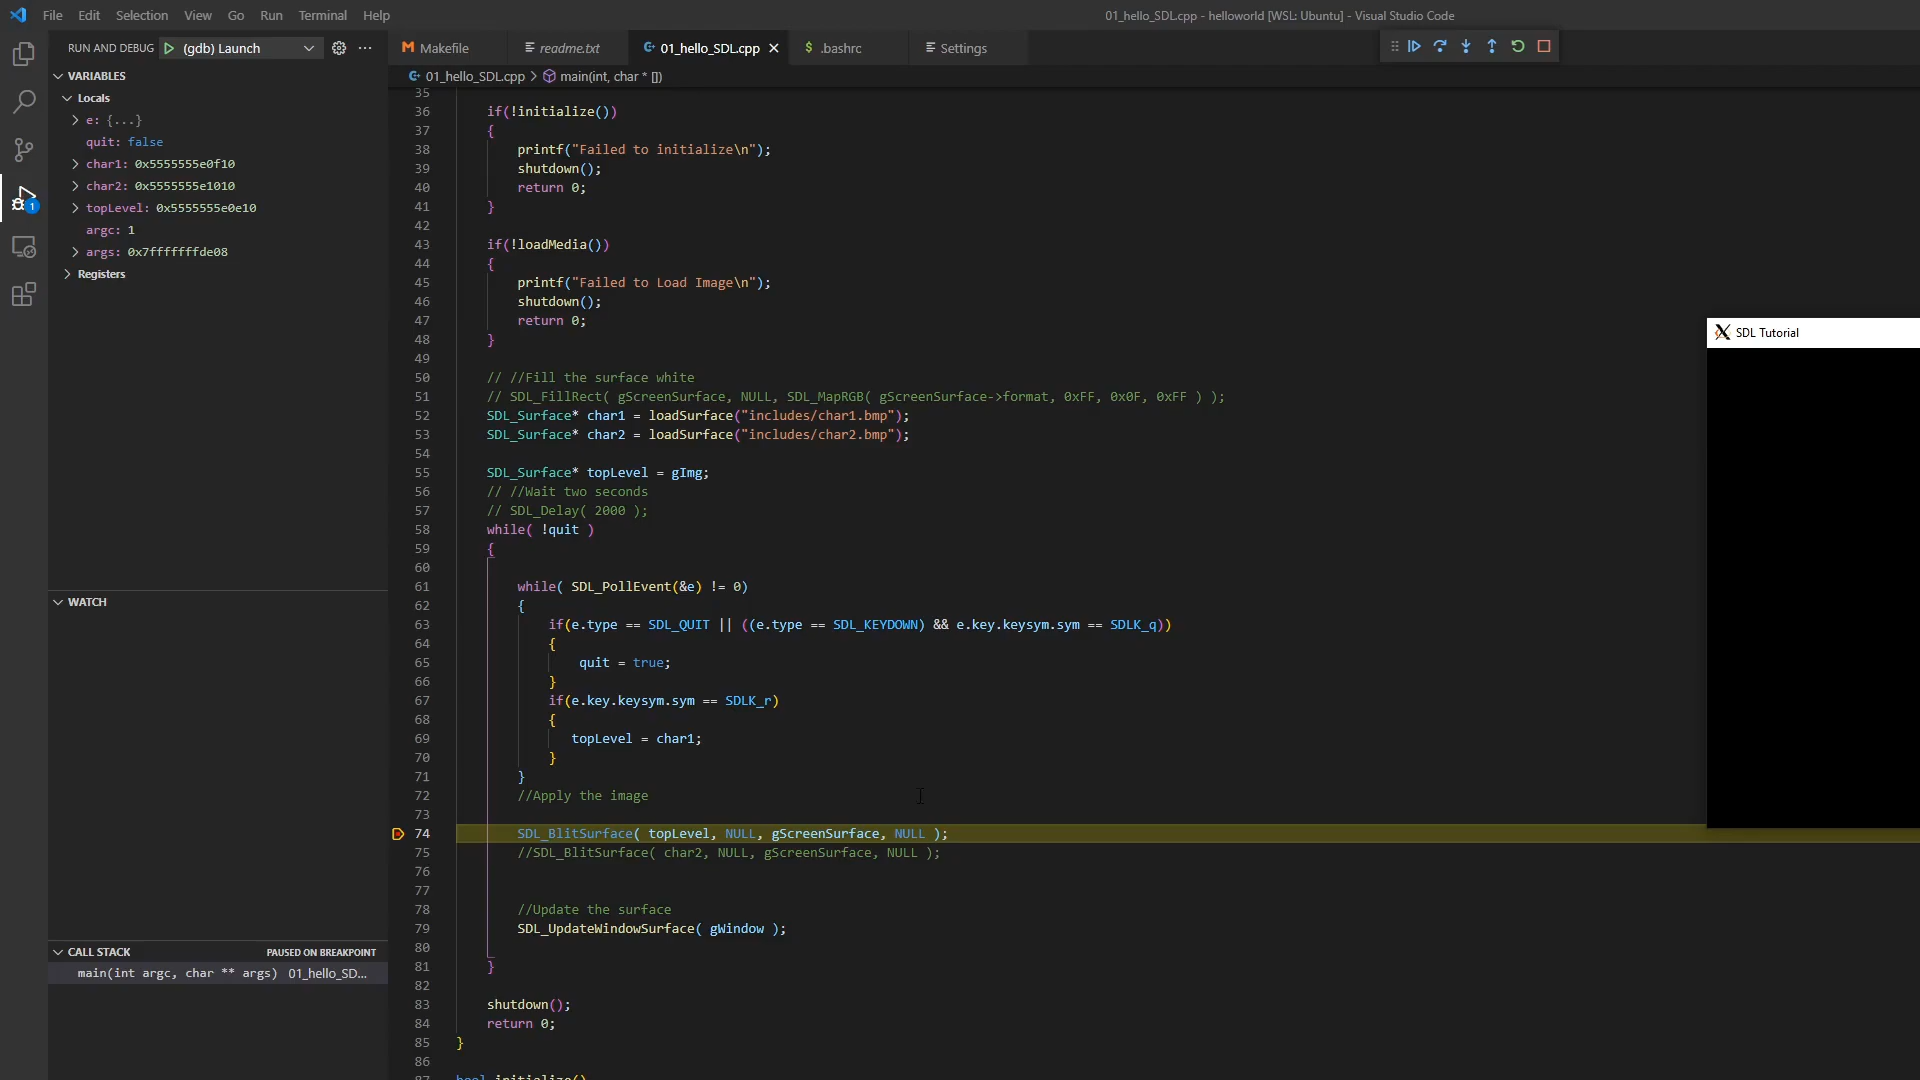 File Edit Selection View Go Run Terminal Help
01_hello_SDL.cpp - helloworld [WSL: Ubuntu] - Visual Studio Code
RUN AND DEBUG (gdb) Launch
Makefile readme.txt 01_hello_SDL.cpp .bashrc Settings
01_hello_SDL.cpp > main(int, char * [])
VARIABLES
Locals
e: {...}
quit: false
char1: 0x5555555e0f10
char2: 0x5555555e1010
topLevel: 0x5555555e0e10
argc: 1
args: 0x7fffffffde08
Registers
1
WATCH
CALL STACK PAUSED ON BREAKPOINT
main(int argc, char ** args) 01_hello_SD...
35
36 if(!initialize())
37 {
38 printf("Failed to initialize\n");
39 shutdown();
40 return 0;
41 }
42
43 if(!loadMedia())
44 {
45 printf("Failed to Load Image\n");
46 shutdown();
47 return 0;
48 }
49
50 // //Fill the surface white
51 // SDL_FillRect( gScreenSurface, NULL, SDL_MapRGB( gScreenSurface->format, 0xFF, 0x0F, 0xFF ) );
52 SDL_Surface* char1 = loadSurface("includes/char1.bmp");
53 SDL_Surface* char2 = loadSurface("includes/char2.bmp");
54
55 SDL_Surface* topLevel = gImg;
56 // //Wait two seconds
57 // SDL_Delay( 2000 );
58 while( !quit )
59 {
60
61 while( SDL_PollEvent(&e) != 0)
62 {
63 if(e.type == SDL_QUIT || ((e.type == SDL_KEYDOWN) && e.key.keysym.sym == SDLK_q))
64 {
65 quit = true;
66 }
67 if(e.key.keysym.sym == SDLK_r)
68 {
69 topLevel = char1;
70 }
71 }
72 //Apply the image
73
74 SDL_BlitSurface( topLevel, NULL, gScreenSurface, NULL );
75 //SDL_BlitSurface( char2, NULL, gScreenSurface, NULL );
76
77
78 //Update the surface
79 SDL_UpdateWindowSurface( gWindow );
80
81 }
82
83 shutdown();
84 return 0;
85 }
86
87 bool initialize()
SDL Tutorial